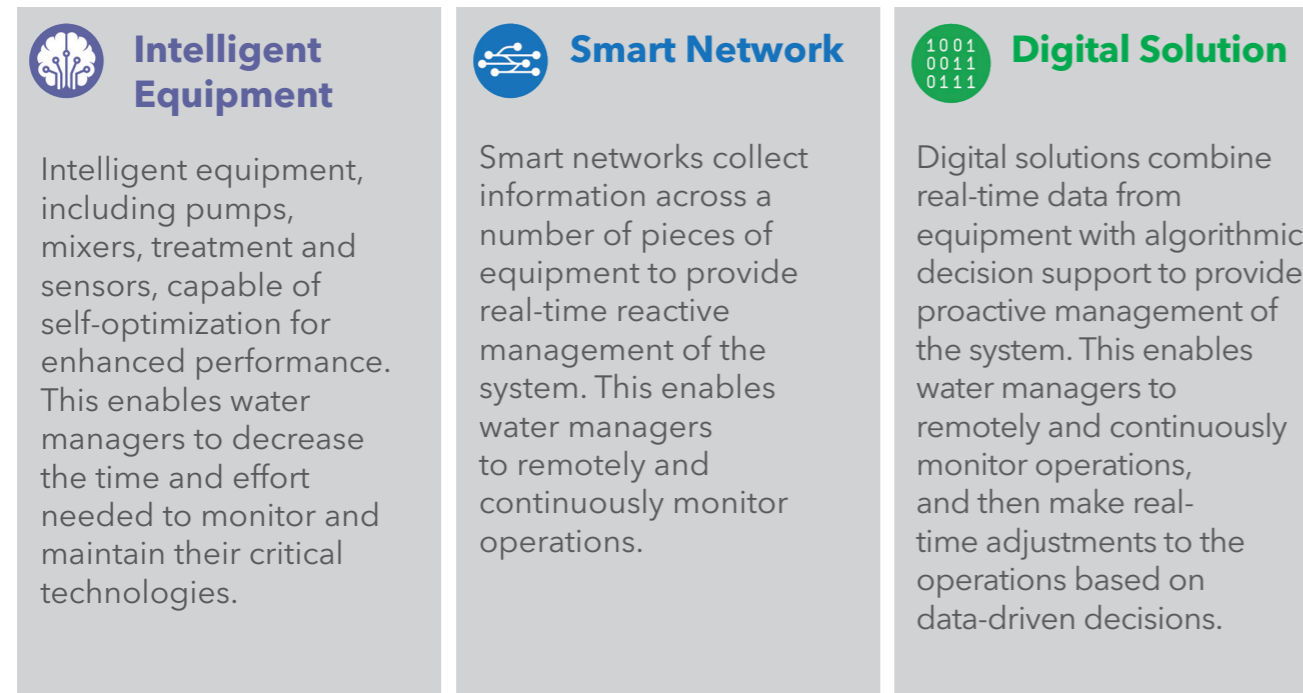 Intelligent
Equipment
Intelligent equipment,
including pumps,
mixers, treatment and
sensors, capable of
self-optimization for
enhanced performance.
This enables water
managers to decrease
the time and effort
needed to monitor and
maintain their critical
technologies.
Smart Network
Smart networks collect
information across a
number of pieces of
equipment to provide
real-time reactive
management of the
system. This enables
water managers
to remotely and
continuously monitor
operations.
1001
0011
0111
Digital Solution
Digital solutions combine
real-time data from
equipment with algorithmic
decision support to provide
proactive management of
the system. This enables
water managers to
remotely and continuously
monitor operations,
and then make real-
time adjustments to the
operations based on
data-driven decisions.